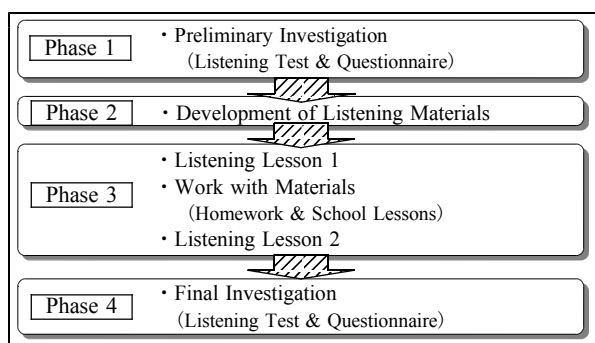 Phase 1
・Preliminary Investigation
(Listening Test & Questionnaire)
Phase 2
・Development of Listening Materials
Phase 3
・Listening Lesson 1
・Work with Materials
(Homework & School Lessons)
・Listening Lesson 2
Phase 4
・Final Investigation
(Listening Test & Questionnaire)